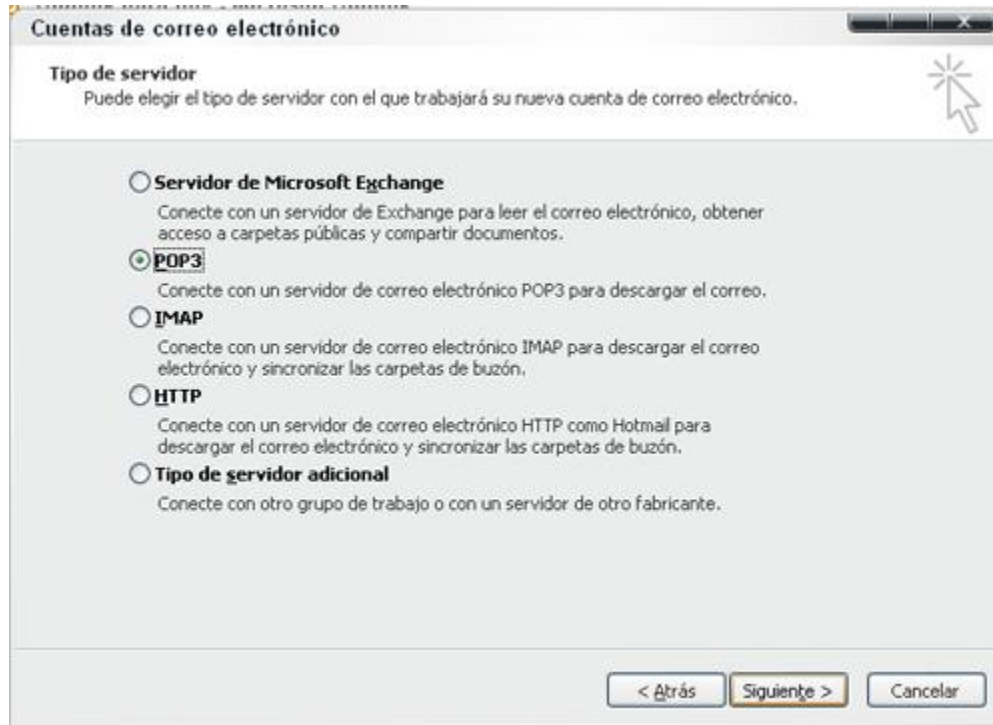 Cuentas de correo electrónico
Tipo de servidor
Puede elegir el tipo de servidor con el que trabajará su nueva cuenta de correo electrónico.
Servidor de Microsoft Exchange
Conecte con un servidor de Exchange para leer el correo electrónico, obtener
acceso a carpetas públicas y compartir documentos.
POP3
Conecte con un servidor de correo electrónico POP3 para descargar el correo.
IMAP
Conecte con un servidor de correo electrónico IMAP para descargar el correo
electrónico y sincronizar las carpetas de buzón.
HTTP
Conecte con un servidor de correo electrónico HTTP como Hotmail para
descargar el correo electrónico y sincronizar las carpetas de buzón.
Tipo de servidor adicional
Conecte con otro grupo de trabajo o con un servidor de otro fabricante.
< Atrás
Siguiente >
Cancelar